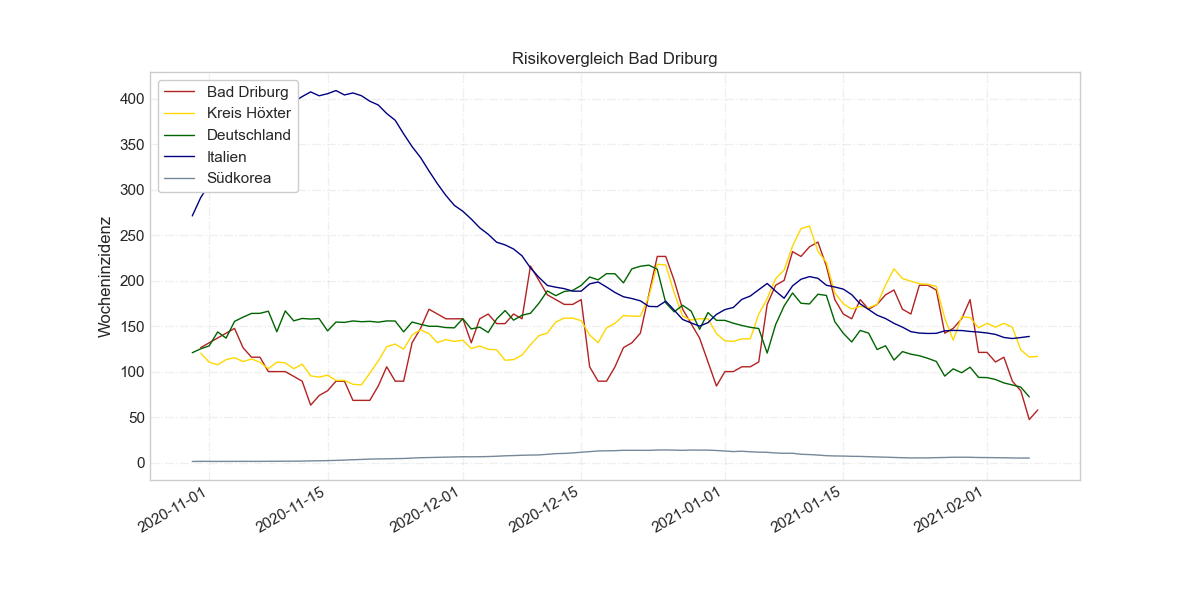 Risikovergleich Bad Driburg
Bad Driburg
Kreis Höxter
Deutschland
Italien
Südkorea
Wocheninzidenz
400
350
300
250
200
150
100
50
0
2020-11-01
2020-11-15
2020-12-01
2020-12-15
2021-01-01
2021-01-15
2021-02-01